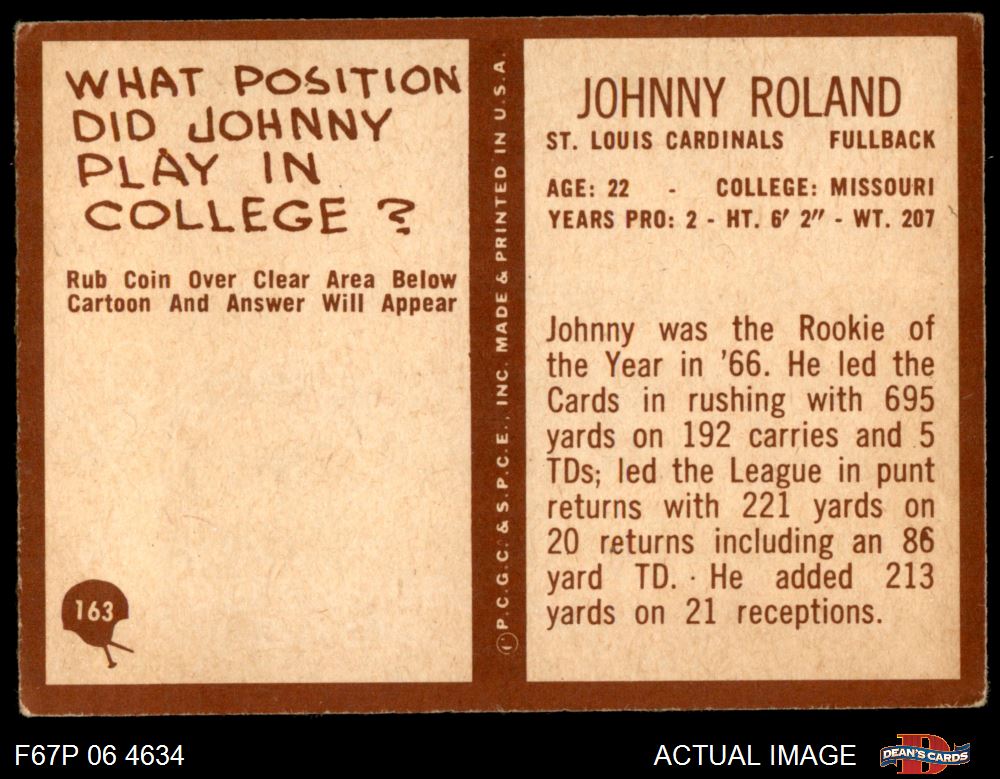 WHAT POSITION
DID JOHNNY
PLAY IN
COLLEGE ?
Rub Coin Over Clear Area Below
Cartoon And Answer Will Appear
163
© P.C.G.C. & S.P.C.E., INC. MADE & PRINTED IN U.S.A.
JOHNNY ROLAND
ST. LOUIS CARDINALS FULLBACK
AGE: 22 - COLLEGE: MISSOURI
YEARS PRO: 2 - HT. 6′ 2″ - WT. 207
Johnny was the Rookie of
the Year in '66. He led the
Cards in rushing with 695
yards on 192 carries and 5
TDs; led the League in punt
returns with 221 yards on
20 returns including an 86
yard TD. He added 213
yards on 21 receptions.
F67P 06 4634
ACTUAL IMAGE
DEAN'S CARDS